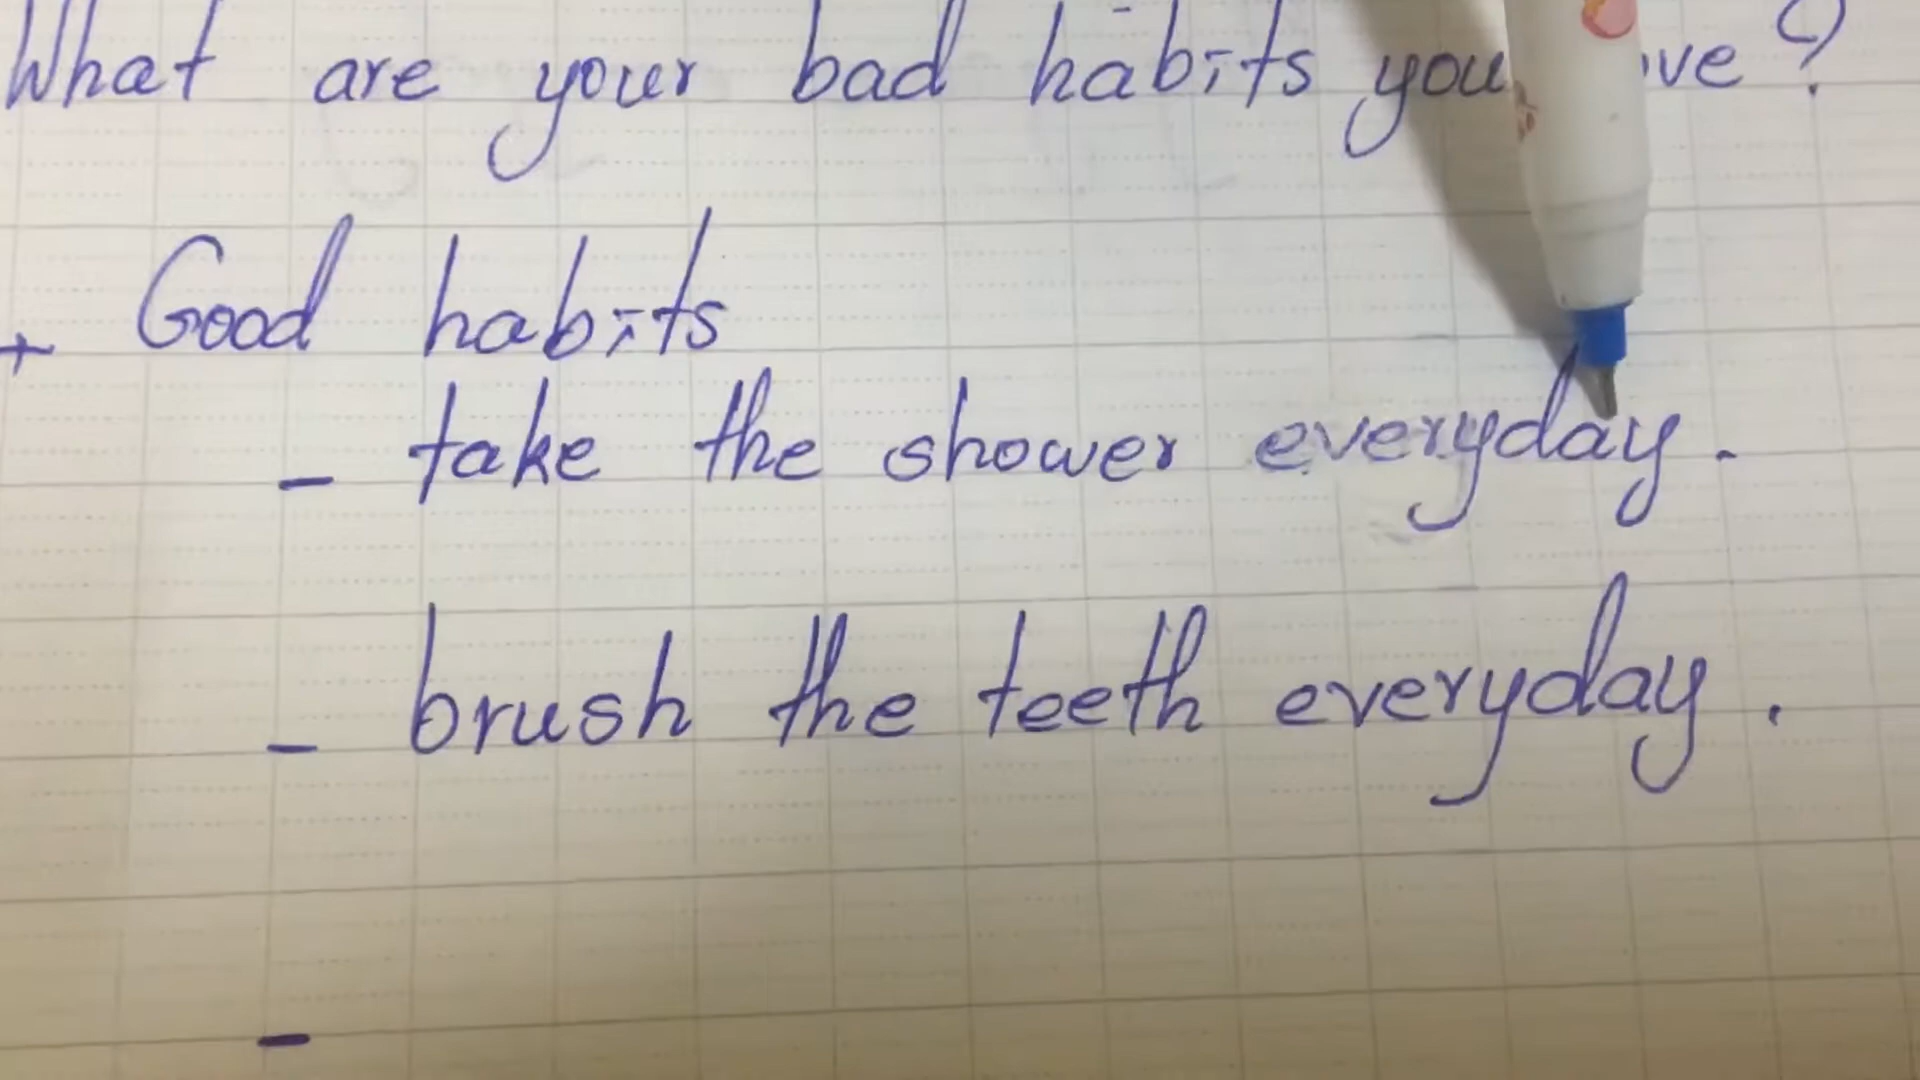 What are your bad habits you ve?
+ Good habits
- take the shower everyday.
- brush the teeth everyday.
-